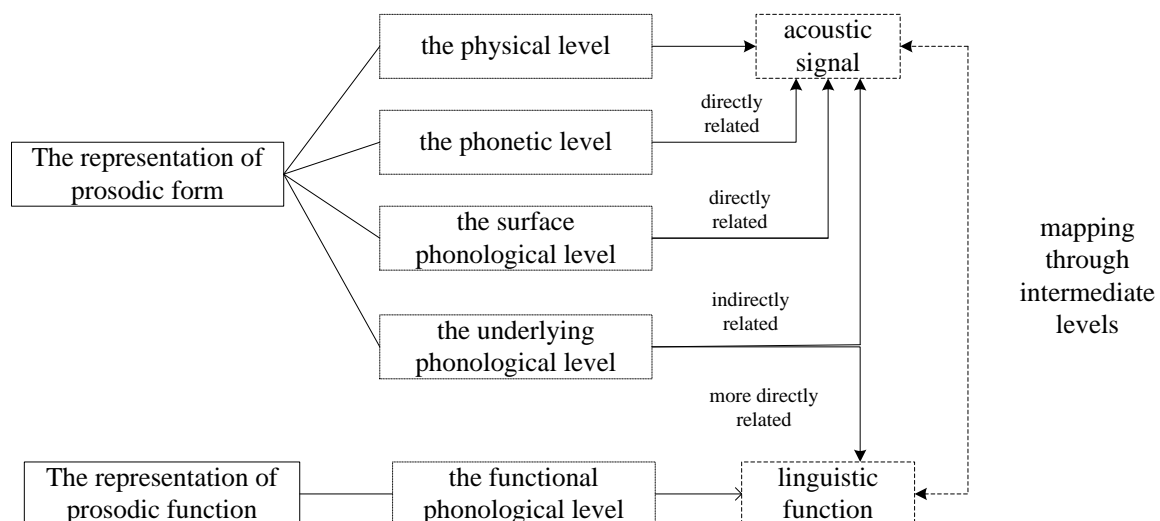 the physical level
acoustic
signal
directly
related
the phonetic level
The representation of
prosodic form
directly
related
the surface
phonological level
mapping
through
intermediate
levels
indirectly
related
the underlying
phonological level
more directly
related
The representation of
prosodic function
the functional
phonological level
linguistic
function